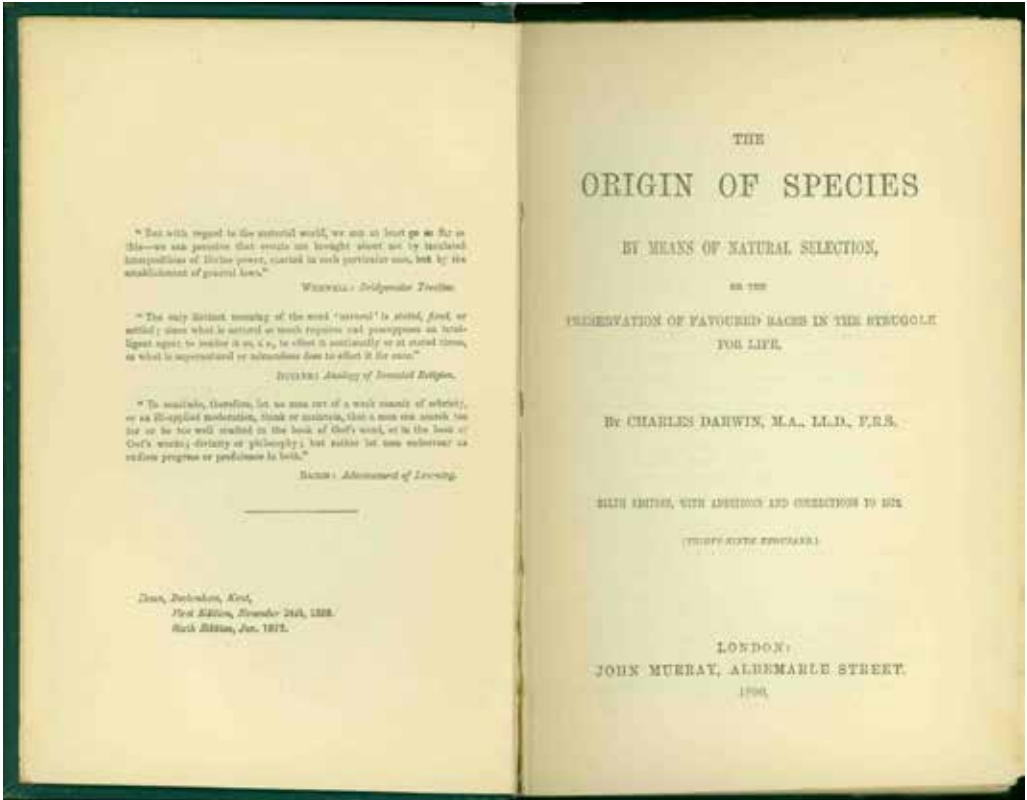 "But with regard to the material world, we can at least go so far as
this—we can perceive that events are brought about not by insulated
interpositions of Divine power, exerted in each particular case, but by the
establishment of general laws."
WHEWELL: Bridgewater Treatise.
"The only distinct meaning of the word 'natural' is stated, fixed, or
settled; since what is natural as much requires and presupposes an intel-
ligent agent to render it so, i.e., to effect it continually or at stated times,
as what is supernatural or miraculous does to effect it for once."
BUTLER: Analogy of Revealed Religion.
"To conclude, therefore, let no man out of a weak conceit of sobriety,
or an ill-applied moderation, think or maintain, that a man can search too
far or be too well studied in the book of God's word, or in the book of
God's works; divinity or philosophy; but rather let men endeavour an
endless progress or proficience in both."
BACON: Advancement of Learning.
Down, Beckenham, Kent,
First Edition, November 24th, 1859.
Sixth Edition, Jan. 1872.
THE
ORIGIN OF SPECIES
BY MEANS OF NATURAL SELECTION,
OR THE
PRESERVATION OF FAVOURED RACES IN THE STRUGGLE
FOR LIFE.
BY CHARLES DARWIN, M.A., LL.D., F.R.S.
SIXTH EDITION, WITH ADDITIONS AND CORRECTIONS TO 1872.
(THIRTY-NINTH THOUSAND.)
LONDON:
JOHN MURRAY, ALBEMARLE STREET.